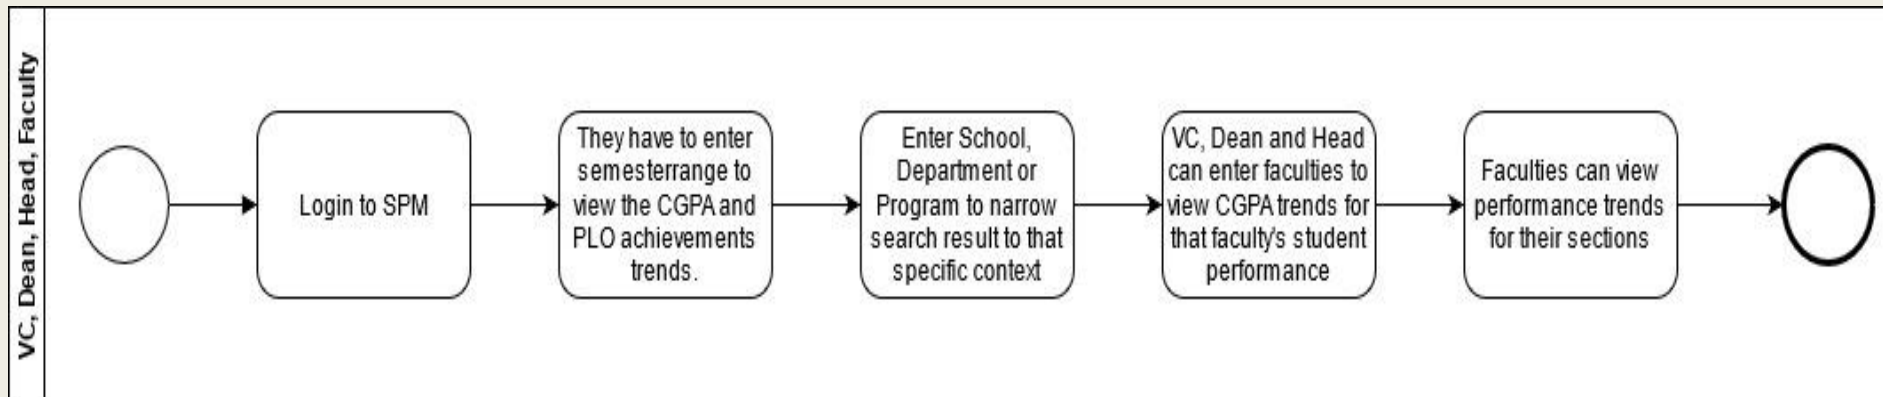 VC, Dean, Head, Faculty
Login to SPM
They have to enter
semesterrange to
view the CGPA and
PLO achievements
trends.
Enter School,
Department or
Program to narrow
search result to that
specific context
VC, Dean and Head
can enter faculties to
view CGPA trends for
that faculty's student
performance
Faculties can view
performance trends
for their sections